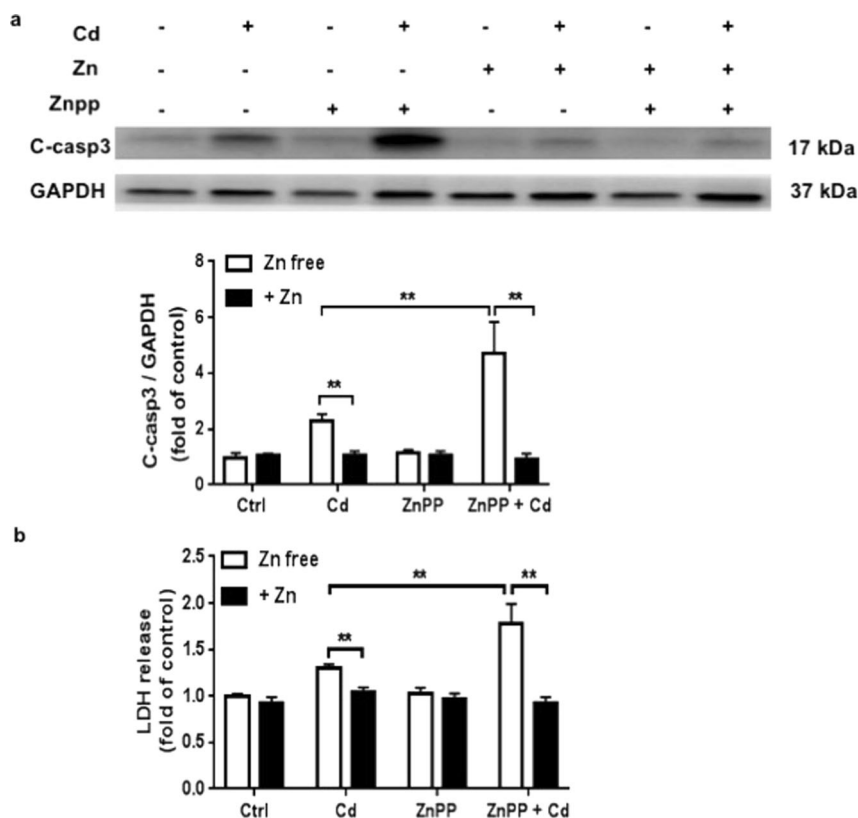 a
Cd - + - + - + - +
Zn - - - - + + + +
Znpp - - + + - - + +
C-casp3 17 kDa
GAPDH 37 kDa
8
6
4
2
0
C-casp3 / GAPDH
(fold of control)
Zn free
+ Zn
**
**
**
Ctrl Cd ZnPP ZnPP + Cd
b
2.5
2.0
1.5
1.0
0.5
0.0
LDH release
(fold of control)
Zn free
+ Zn
**
**
**
Ctrl Cd ZnPP ZnPP + Cd